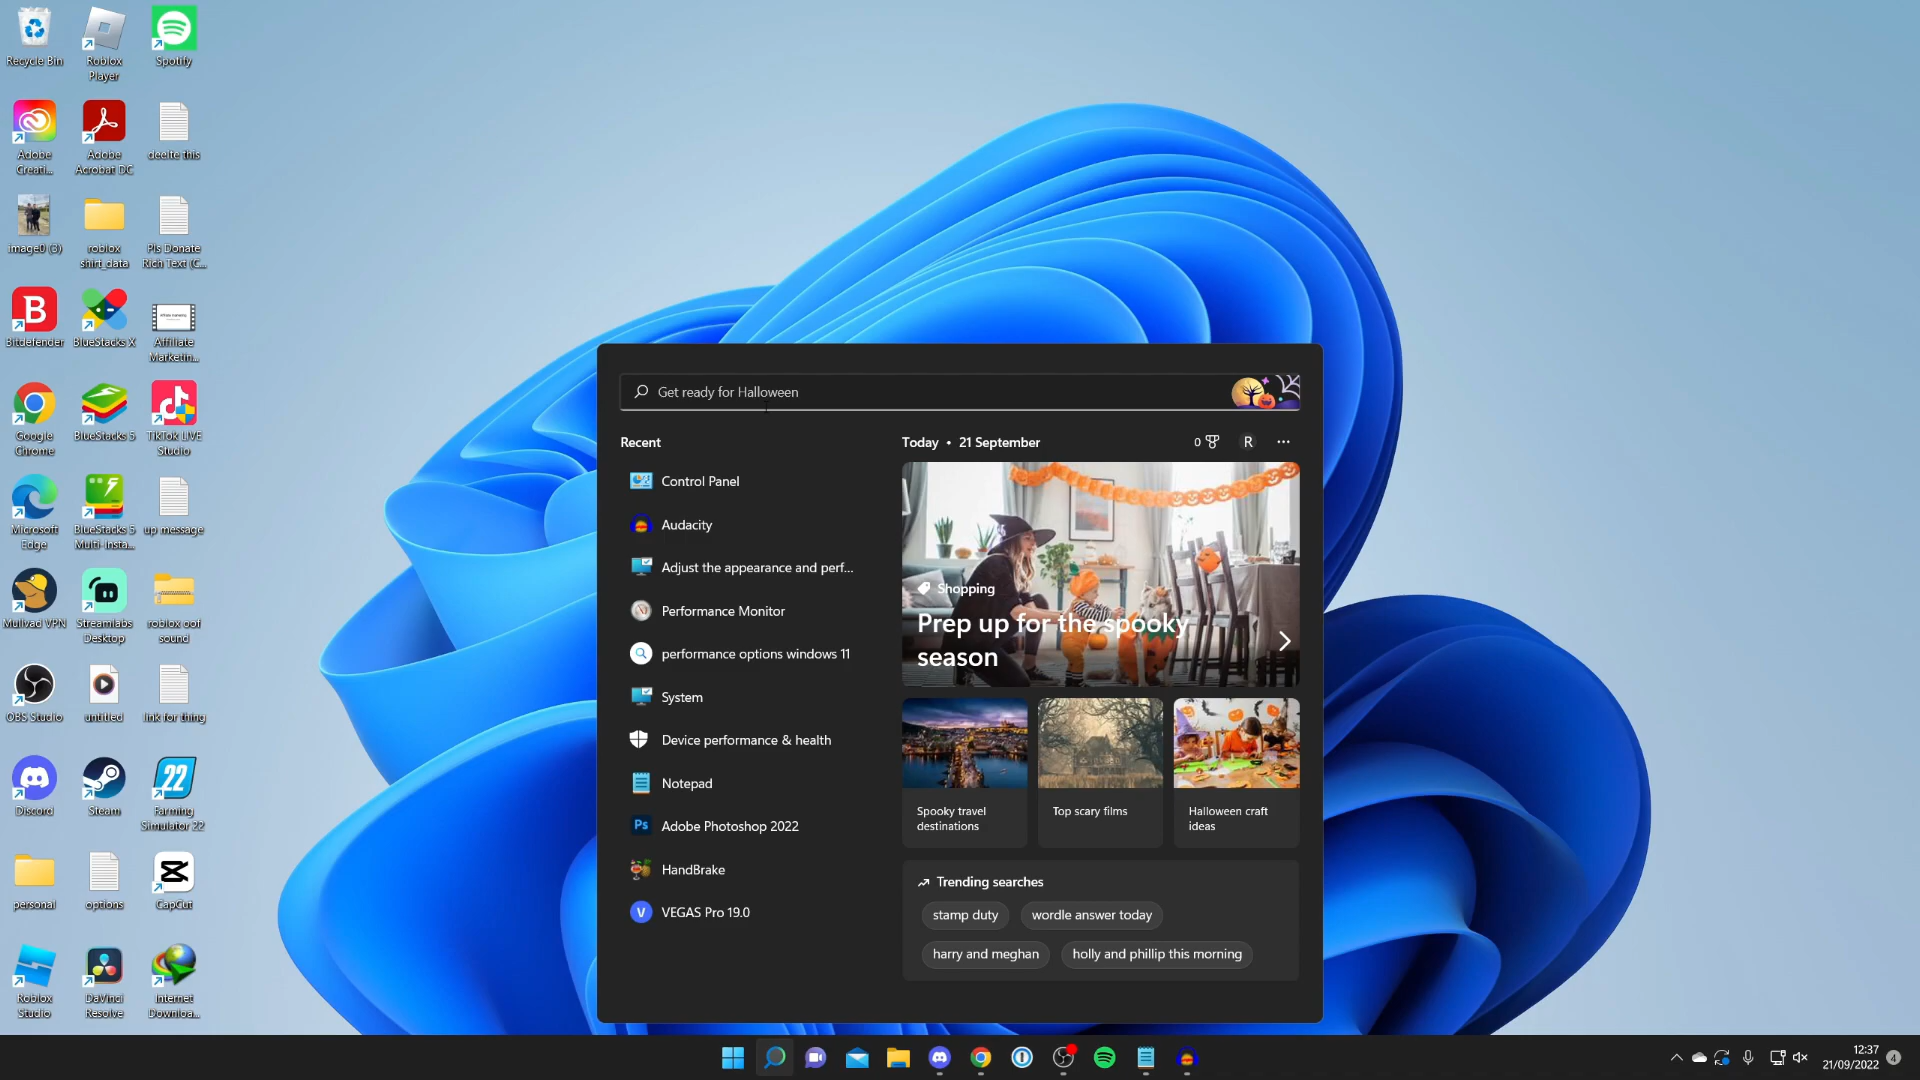 Recycle Bin
Roblox
Player
Spotify
Adobe
Creati...
Adobe
Acrobat DC
deelte this
image0 (3)
roblox
shirt_data
Pls Donate
Rich Text (C...
Bitdefender
BlueStacks X
Affiliate
Marketin...
Google
Chrome
BlueStacks 5
TikTok LIVE
Studio
Microsoft
Edge
BlueStacks 5
Multi-Insta...
up message
Mullvad VPN
Streamlabs
Desktop
roblox oof
sound
OBS Studio
untitled
link for thing
Discord
Steam
22
Farming
Simulator 22
personal
options
CapCut
Roblox
Studio
DaVinci
Resolve
Internet
Downloa...
Get ready for Halloween
Recent
Control Panel
Audacity
Adjust the appearance and perf...
Performance Monitor
performance options windows 11
System
Device performance & health
Notepad
Ps Adobe Photoshop 2022
HandBrake
V VEGAS Pro 19.0
Today • 21 September
0
R
Shopping
Prep up for the spooky
season
Spooky travel
destinations
Top scary films
Halloween craft
ideas
Trending searches
stamp duty
wordle answer today
harry and meghan
holly and phillip this morning
12:37
21/09/2022
4